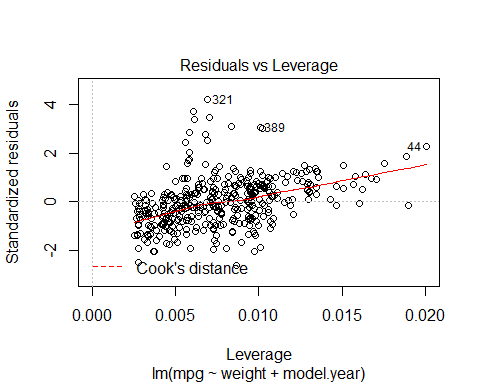 Residuals vs Leverage
Standardized residuals
4
2
0
-2
321
389
44
Cook's distance
0.000 0.005 0.010 0.015 0.020
Leverage
lm(mpg ~ weight + model.year)